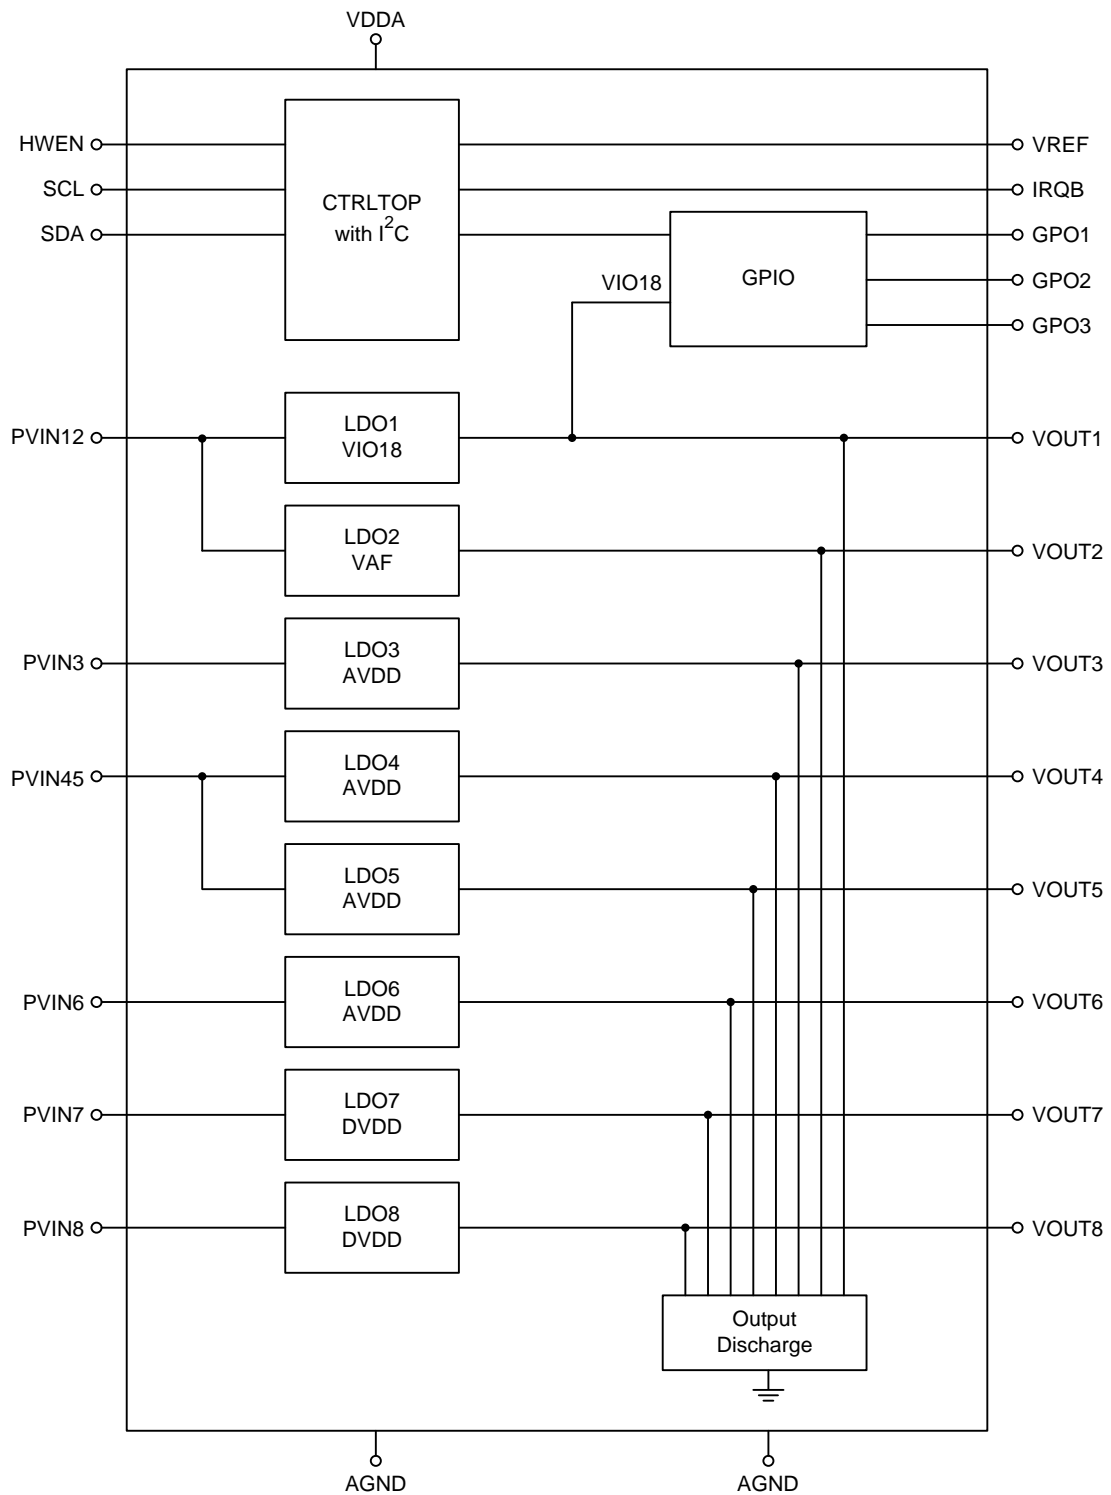 VDDA
HWEN
SCL
SDA
CTRLTOP
with I²C
VREF
IRQB
GPO1
GPO2
GPO3
VIO18
GPIO
PVIN12
LDO1
VIO18
VOUT1
LDO2
VAF
VOUT2
PVIN3
LDO3
AVDD
VOUT3
PVIN45
LDO4
AVDD
VOUT4
LDO5
AVDD
VOUT5
PVIN6
LDO6
AVDD
VOUT6
PVIN7
LDO7
DVDD
VOUT7
PVIN8
LDO8
DVDD
VOUT8
Output
Discharge
AGND
AGND